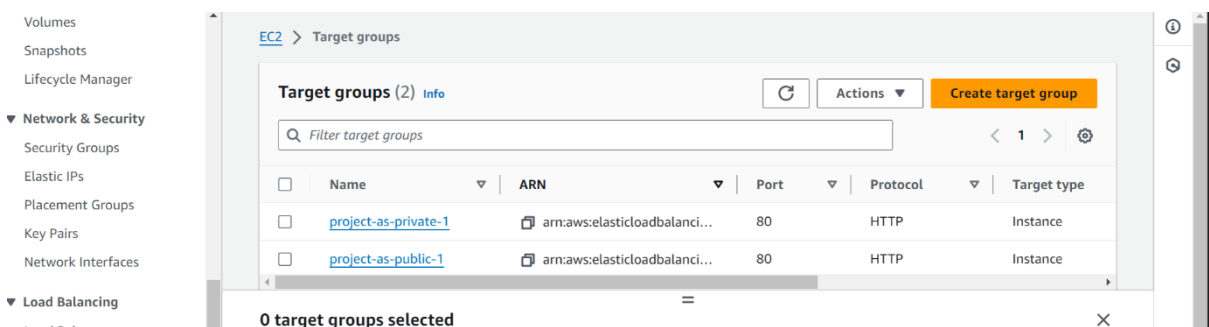 Volumes
Snapshots
Lifecycle Manager
Network & Security
Security Groups
Elastic IPs
Placement Groups
Key Pairs
Network Interfaces
Load Balancing
EC2 > Target groups
Target groups (2) Info
Actions
Create target group
Filter target groups
1
Name ARN Port Protocol Target type
project-as-private-1 arn:aws:elasticloadbalanci... 80 HTTP Instance
project-as-public-1 arn:aws:elasticloadbalanci... 80 HTTP Instance
0 target groups selected